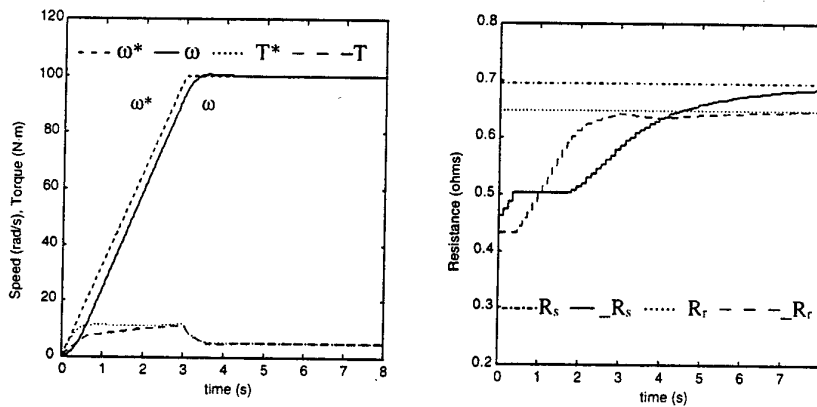 120
100
80
60
40
20
0
Speed (rad/s), Torque (N·m)
ω* ω T* T
ω* ω
0 1 2 3 4 5 6 7 8
time (s)
0.8
0.7
0.6
0.5
0.4
0.3
0.2
Resistance (ohms)
Rs _Rs Rr _Rr
0 1 2 3 4 5 6 7
time (s)